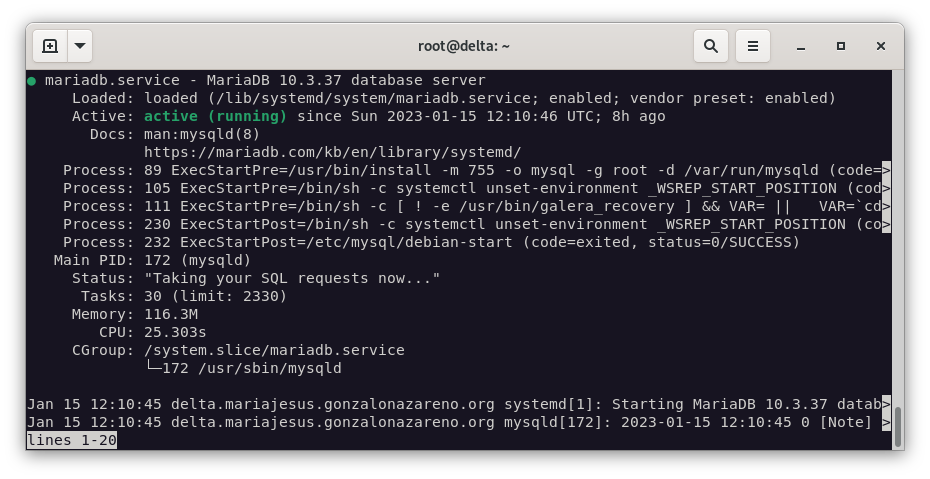 root@delta: ~
● mariadb.service - MariaDB 10.3.37 database server
Loaded: loaded (/lib/systemd/system/mariadb.service; enabled; vendor preset: enabled)
Active: active (running) since Sun 2023-01-15 12:10:46 UTC; 8h ago
Docs: man:mysqld(8)
https://mariadb.com/kb/en/library/systemd/
Process: 89 ExecStartPre=/usr/bin/install -m 755 -o mysql -g root -d /var/run/mysqld (code=>
Process: 105 ExecStartPre=/bin/sh -c systemctl unset-environment _WSREP_START_POSITION (cod>
Process: 111 ExecStartPre=/bin/sh -c [ ! -e /usr/bin/galera_recovery ] && VAR= ||   VAR=`cd>
Process: 230 ExecStartPost=/bin/sh -c systemctl unset-environment _WSREP_START_POSITION (co>
Process: 232 ExecStartPost=/etc/mysql/debian-start (code=exited, status=0/SUCCESS)
Main PID: 172 (mysqld)
Status: "Taking your SQL requests now..."
Tasks: 30 (limit: 2330)
Memory: 116.3M
CPU: 25.303s
CGroup: /system.slice/mariadb.service
└─172 /usr/sbin/mysqld
Jan 15 12:10:45 delta.mariajesus.gonzalonazareno.org systemd[1]: Starting MariaDB 10.3.37 datab>
Jan 15 12:10:45 delta.mariajesus.gonzalonazareno.org mysqld[172]: 2023-01-15 12:10:45 0 [Note] >
lines 1-20